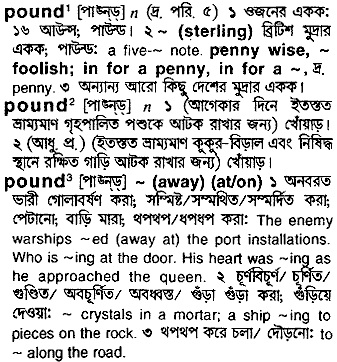 pound¹ [পাউন্ড্] n (দ্র. পরি. ৫) ১ ওজনের একক:
১৬ আউন্স; পাউন্ড। ২ ~ (sterling) ব্রিটিশ মুদ্রার
একক; পাউন্ড: a five-~ note. penny wise, ~
foolish; in for a penny, in for a ~, দ্র.
penny. ৩ অন্যান্য আরো কিছু দেশের মুদ্রার একক।
pound² [পাউন্ড্] n ১ (আগেকার দিনে ইতস্তত
ভ্রাম্যমাণ গৃহপালিত পশুকে আটক রাখার জন্য) খোঁয়াড়।
২ (আধু. প্র.) (ইতস্তত ভ্রাম্যমাণ কুকুর-বিড়াল এবং নিষিদ্ধ
স্থানে রক্ষিত গাড়ি আটক রাখার জন্য) খোঁয়াড়।
pound³ [পাউন্ড্] ~ (away) (at/on) ১ অনবরত
ভারী গোলাবর্ষণ করা; সম্পিষ্ট/সম্মথিত/সম্মর্দিত করা;
পেটানো; বাড়ি মারা; থপথপ/ধপধপ করা: The enemy
warships ~ed (away at) the port installations.
Who is ~ing at the door. His heart was ~ing as
he approached the queen. ২ চূর্ণবিচূর্ণ/ চূর্ণিত/
গুণ্ডিত/ অবচূর্ণিত/ অবধ্বস্ত/ গুঁড়া গুঁড়া করা; গুঁড়িয়ে
দেওয়া: ~ crystals in a mortar; a ship ~ing to
pieces on the rock. ৩ থপথপ করে চলা/ দৌড়ানো: to
~ along the road.